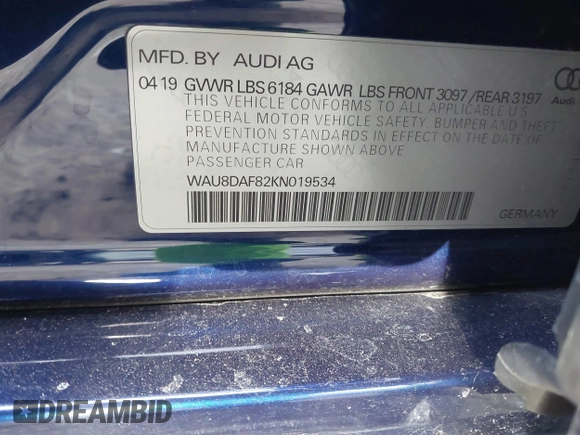 MFD. BY AUDI AG
04 19 GVWR LBS 6184 GAWR LBS FRONT 3097 /REAR 3197
THIS VEHICLE CONFORMS TO ALL APPLICABLE U S
FEDERAL MOTOR VEHICLE SAFETY, BUMPER AND THEFT
PREVENTION STANDARDS IN EFFECT ON THE DATE OF
MANUFACTURE SHOWN ABOVE
PASSENGER CAR
WAU8DAF82KN019534
GERMANY
Audi
DREAMBID